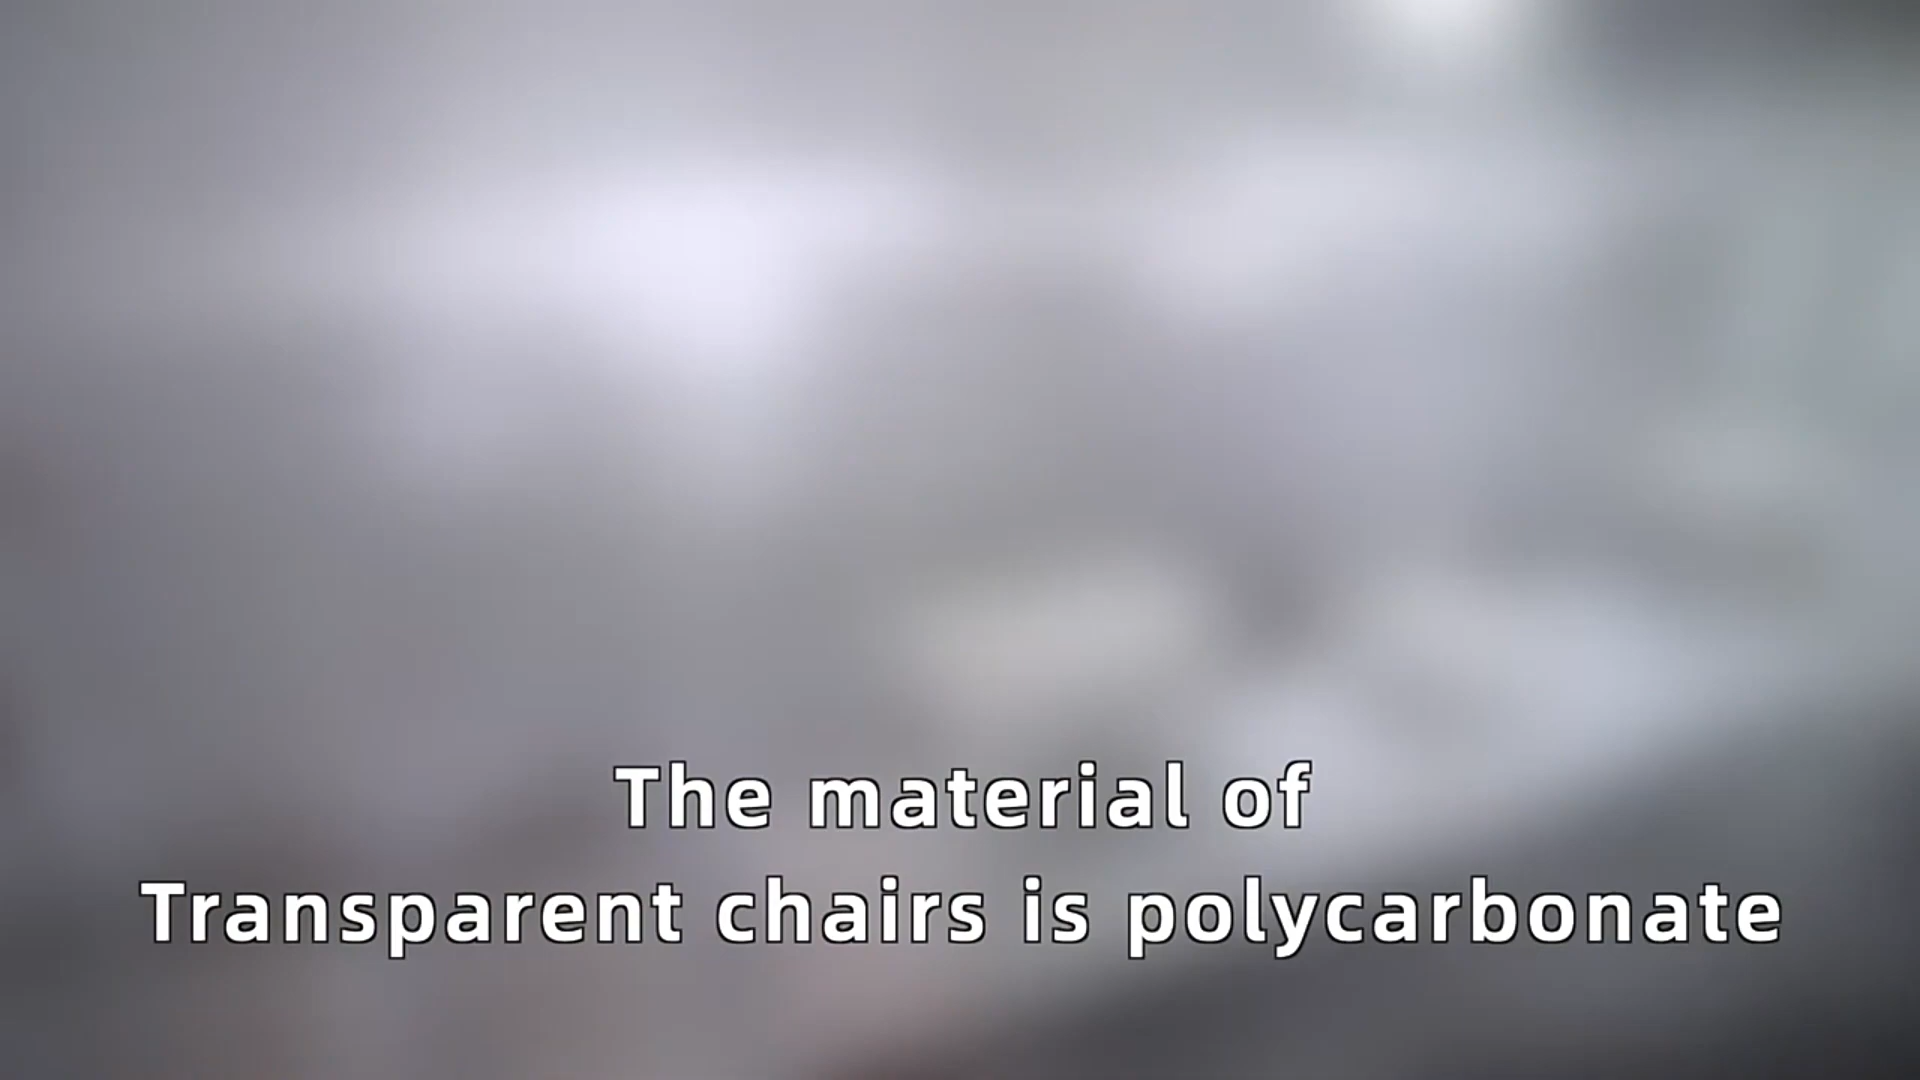 The material of
Transparent chairs is polycarbonate